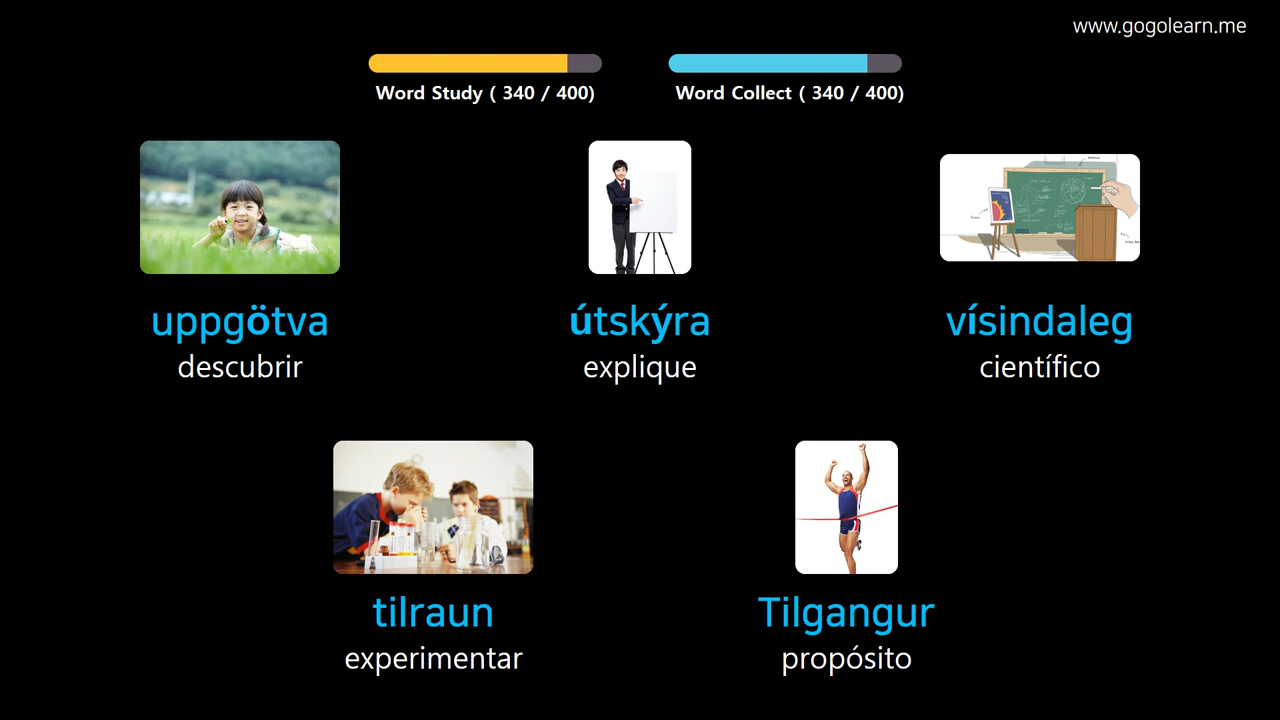 www.gogolearn.me
Word Study ( 340 / 400)
Word Collect ( 340 / 400)
uppgötva
útskýra
vísindaleg
descubrir
explique
científico
tilraun
Tilgangur
experimentar
propósito